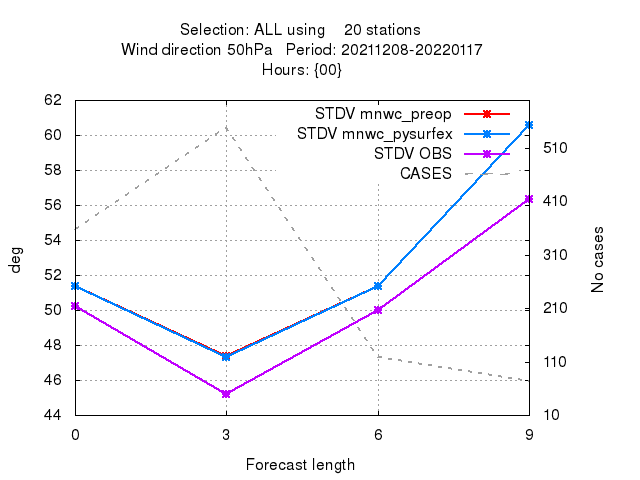 Selection: ALL using 20 stations
Wind direction 50hPa Period: 20211208-20220117
Hours: {00}
STDV mnwc_preop
STDV mnwc_pysurfex
STDV OBS
CASES
62
60
58
56
54
52
50
48
46
44
deg
510
410
310
210
110
10
No cases
0 3 6 9
Forecast length